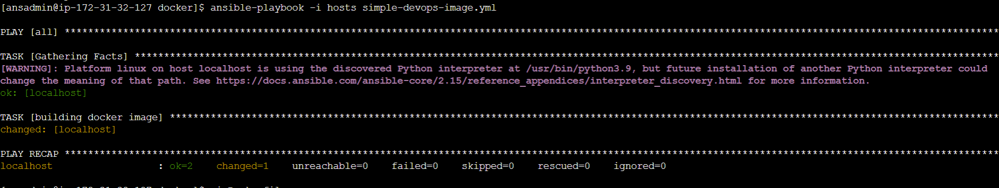 [ansadmin@ip-172-31-32-127 docker]$ ansible-playbook -i hosts simple-devops-image.yml
PLAY [all] ****************************************************************************************************************************************************************
TASK [Gathering Facts] ****************************************************************************************************************************************************
[WARNING]: Platform linux on host localhost is using the discovered Python interpreter at /usr/bin/python3.9, but future installation of another Python interpreter could
change the meaning of that path. See https://docs.ansible.com/ansible-core/2.15/reference_appendices/interpreter_discovery.html for more information.
ok: [localhost]
TASK [building docker image] **********************************************************************************************************************************************
changed: [localhost]
PLAY RECAP ****************************************************************************************************************************************************************
localhost                  : ok=2    changed=1    unreachable=0    failed=0    skipped=0    rescued=0    ignored=0